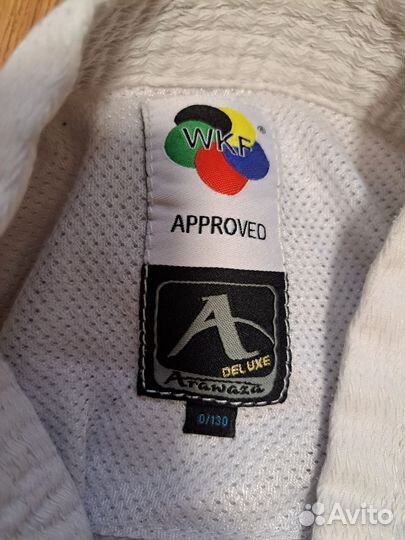 WKF
®
APPROVED
A
DELUXE
Arawaza
0/130
Avito